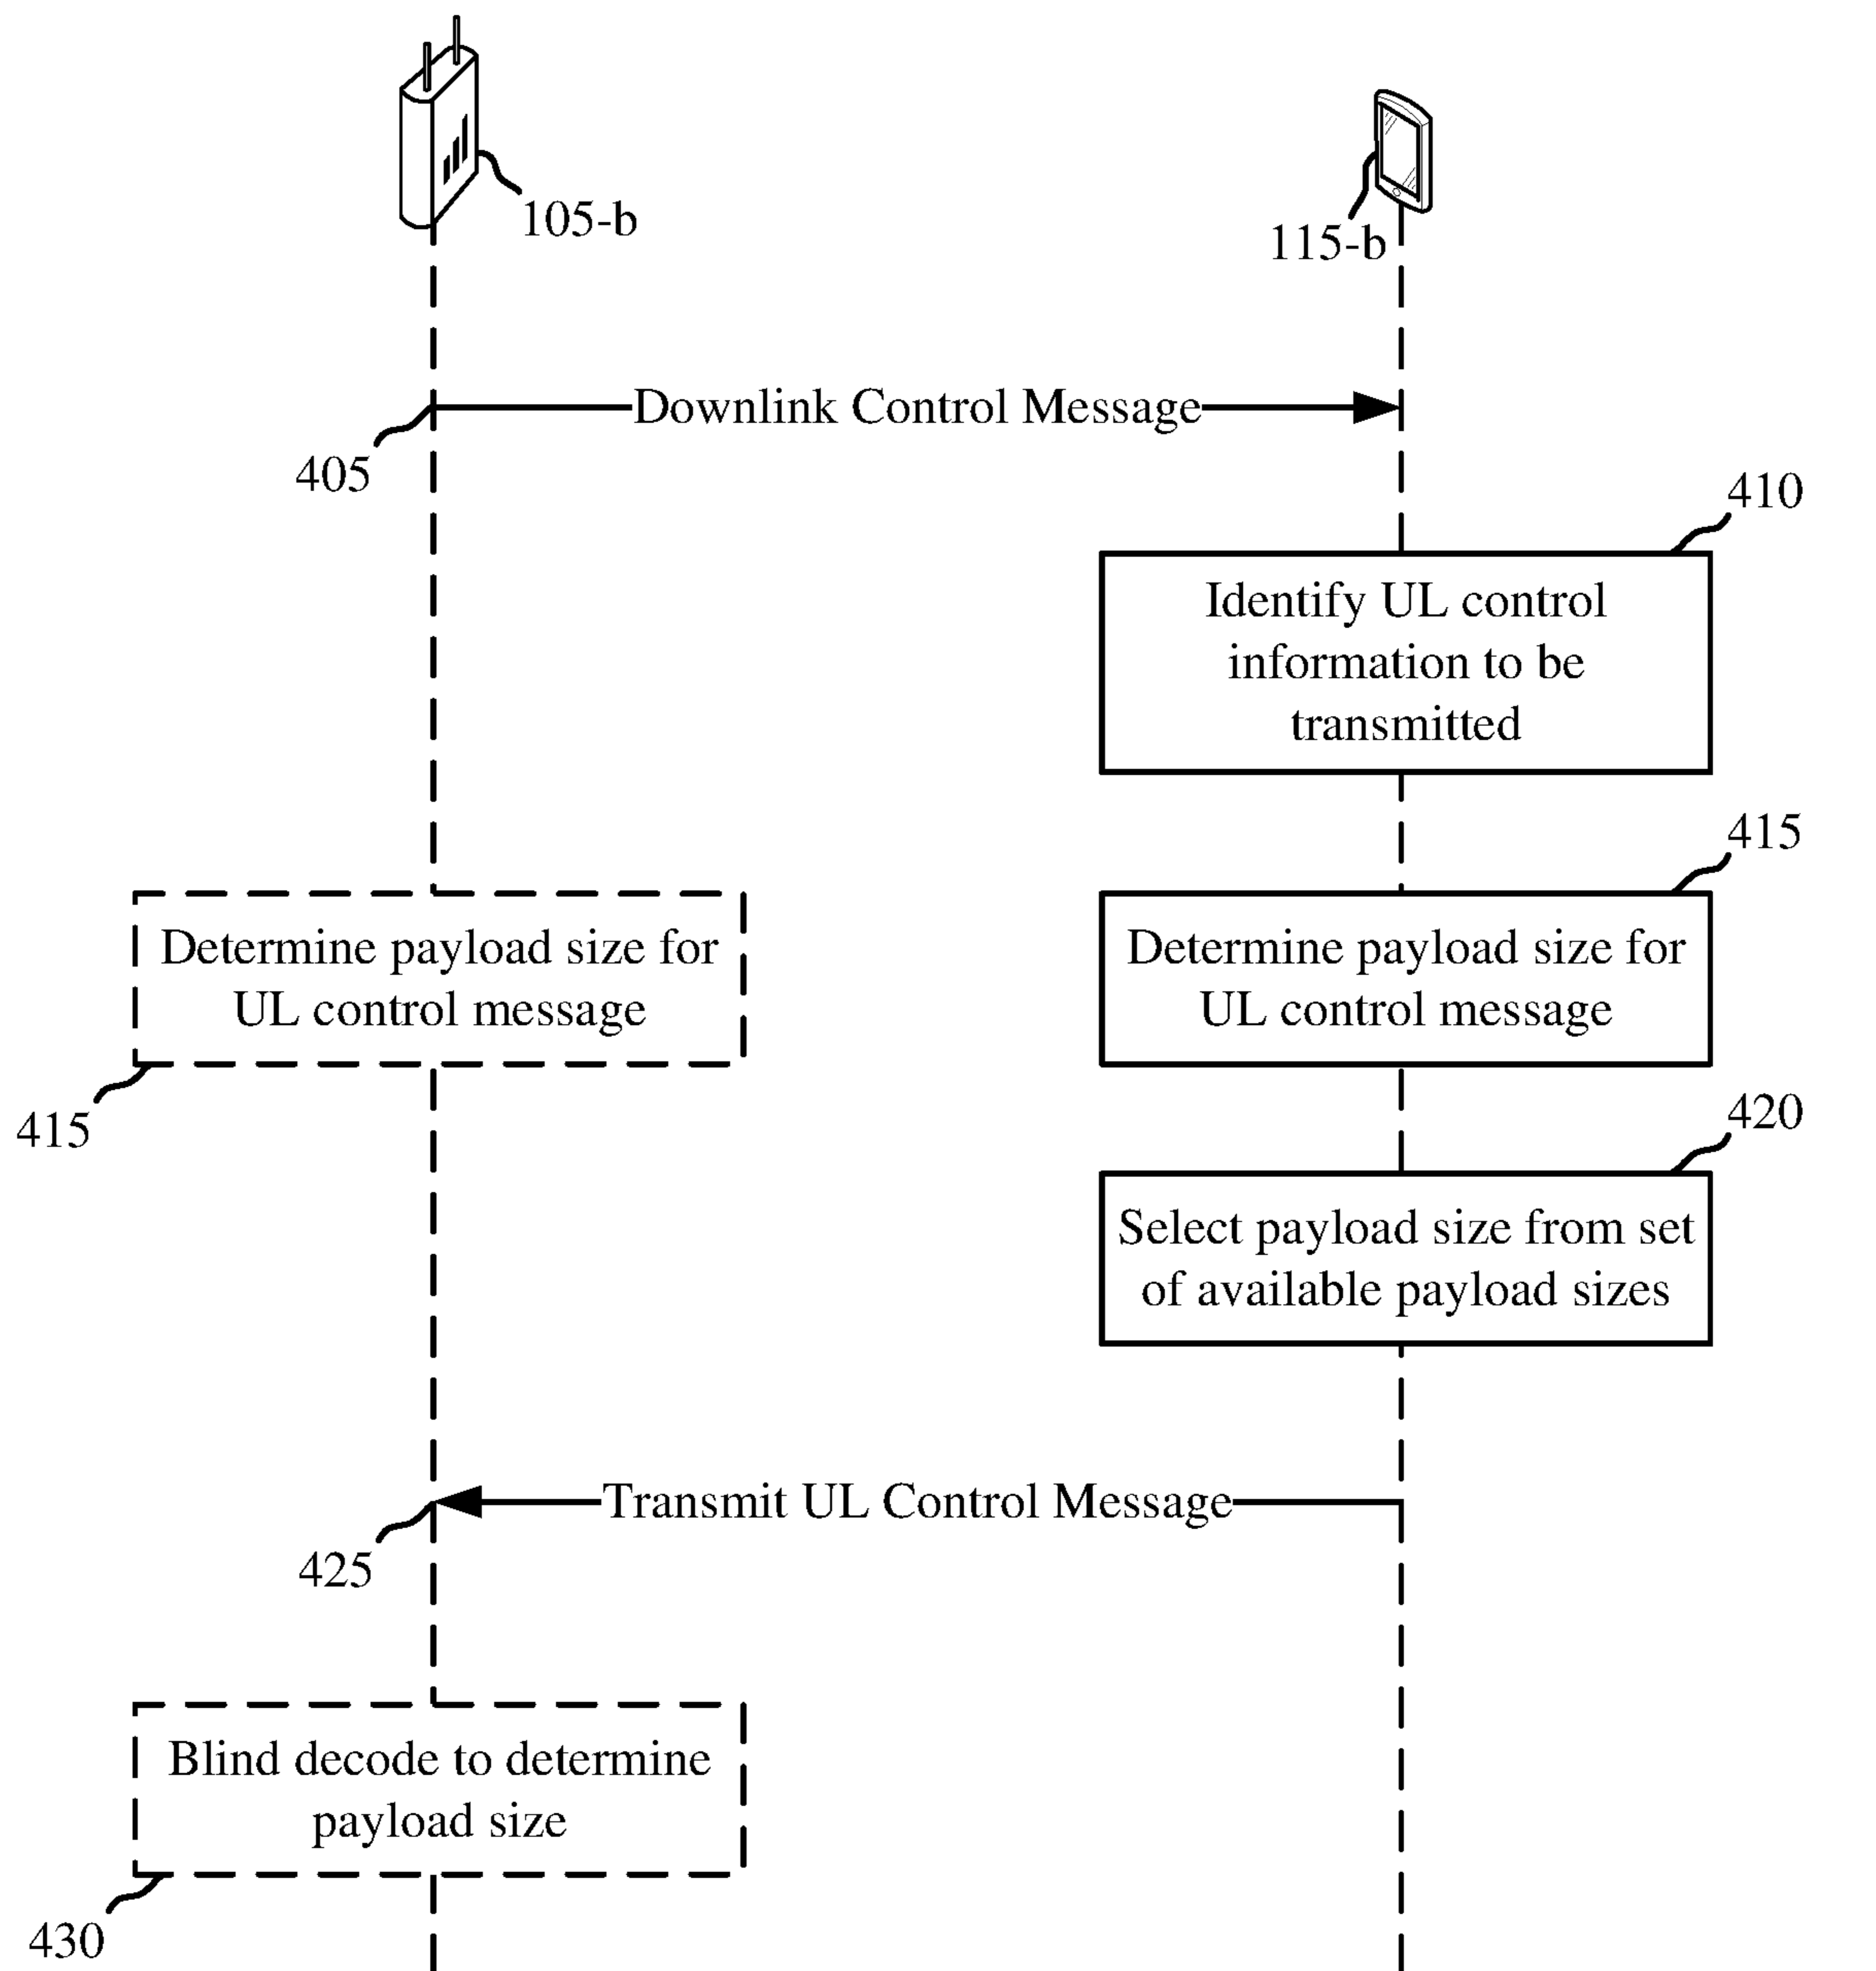 105-b
115-b
Downlink Control Message
405
410
Identify UL control
information to be
transmitted
415
Determine payload size for
UL control message
415
Determine payload size for
UL control message
420
Select payload size from set
of available payload sizes
Transmit UL Control Message
425
Blind decode to determine
payload size
430